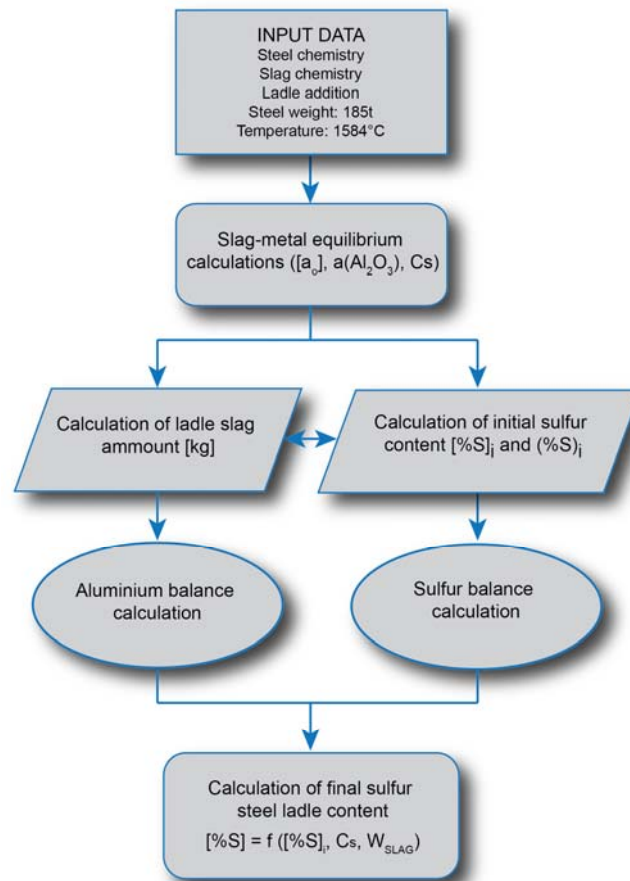 INPUT DATA
Steel chemistry
Slag chemistry
Ladle addition
Steel weight: 185t
Temperature: 1584°C
Slag-metal equilibrium
calculations ([aₒ], a(Al₂O₃), Cs)
Calculation of ladle slag
ammount [kg]
Calculation of initial sulfur
content [%S]ᵢ and (%S)ᵢ
Aluminium balance
calculation
Sulfur balance
calculation
Calculation of final sulfur
steel ladle content
[%S] = f ([%S]ᵢ, Cs, W_SLAG)